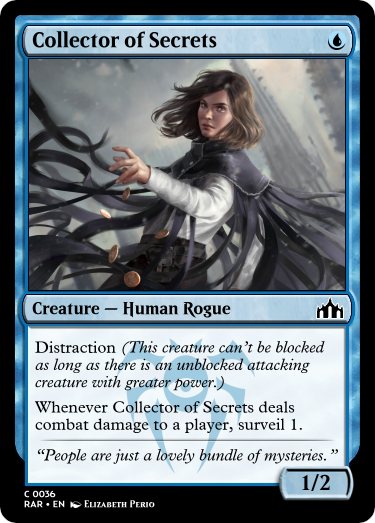 Collector of Secrets
Creature — Human Rogue
Distraction (This creature can't be blocked
as long as there is an unblocked attacking
creature with greater power.)
Whenever Collector of Secrets deals
combat damage to a player, surveil 1.
“People are just a lovely bundle of mysteries.”
1/2
C 0036
RAR • EN Elizabeth Perio